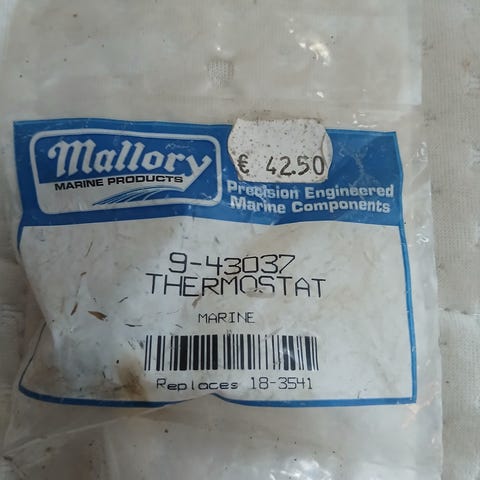 Mallory
MARINE PRODUCTS
€ 42.50
Precision Engineered
Marine Components
9-43037
THERMOSTAT
MARINE
Replaces 18-3541